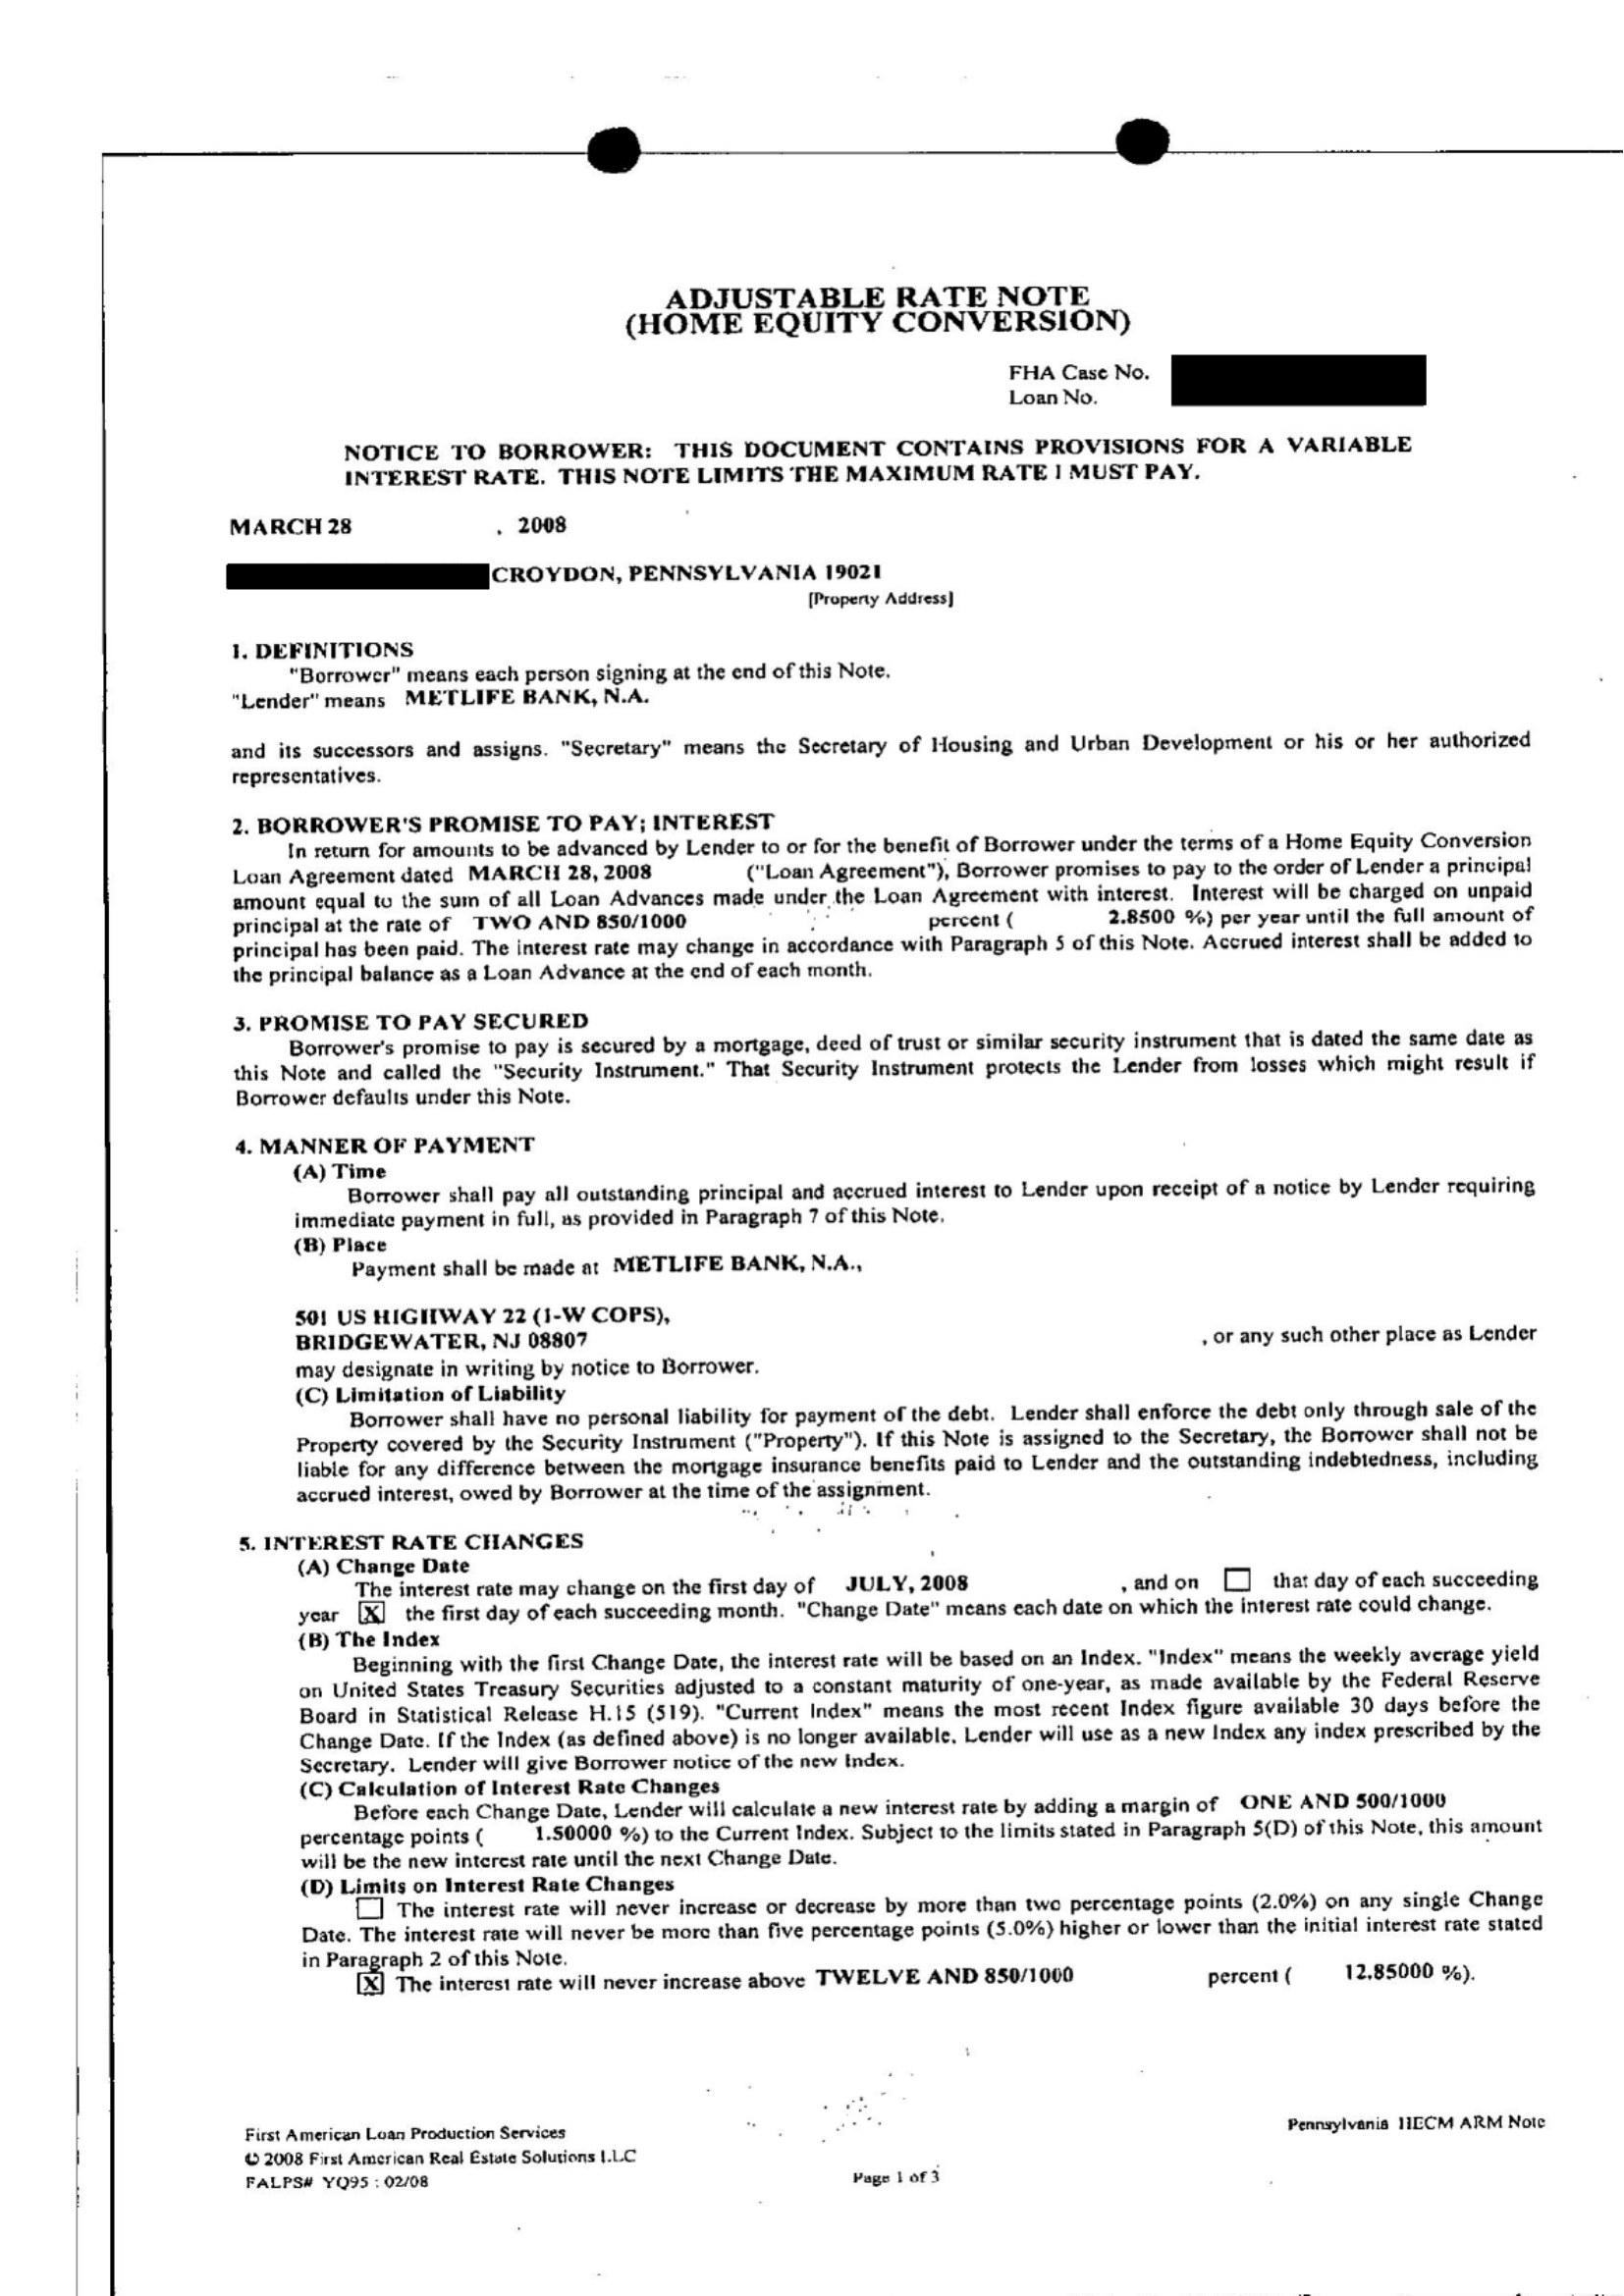 ADJUSTABLE RATE NOTE
(HOME EQUITY CONVERSION)
FHA Case No.
Loan No.
NOTICE TO BORROWER: THIS DOCUMENT CONTAINS PROVISIONS FOR A VARIABLE
INTEREST RATE. THIS NOTE LIMITS THE MAXIMUM RATE I MUST PAY.
MARCH 28 , 2008
CROYDON, PENNSYLVANIA 19021
[Property Address]
1. DEFINITIONS
"Borrower" means each person signing at the end of this Note.
"Lender" means METLIFE BANK, N.A.
and its successors and assigns. "Secretary" means the Secretary of Housing and Urban Development or his or her authorized
representatives.
2. BORROWER'S PROMISE TO PAY; INTEREST
In return for amounts to be advanced by Lender to or for the benefit of Borrower under the terms of a Home Equity Conversion
Loan Agreement dated MARCH 28, 2008 ("Loan Agreement"), Borrower promises to pay to the order of Lender a principal
amount equal to the sum of all Loan Advances made under the Loan Agreement with interest. Interest will be charged on unpaid
principal at the rate of TWO AND 850/1000 percent ( 2.8500 %) per year until the full amount of
principal has been paid. The interest rate may change in accordance with Paragraph 5 of this Note. Accrued interest shall be added to
the principal balance as a Loan Advance at the end of each month.
3. PROMISE TO PAY SECURED
Borrower's promise to pay is secured by a mortgage, deed of trust or similar security instrument that is dated the same date as
this Note and called the "Security Instrument." That Security Instrument protects the Lender from losses which might result if
Borrower defaults under this Note.
4. MANNER OF PAYMENT
(A) Time
Borrower shall pay all outstanding principal and accrued interest to Lender upon receipt of a notice by Lender requiring
immediate payment in full, as provided in Paragraph 7 of this Note.
(B) Place
Payment shall be made at METLIFE BANK, N.A.,
501 US HIGHWAY 22 (1-W COPS),
BRIDGEWATER, NJ 08807 , or any such other place as Lender
may designate in writing by notice to Borrower.
(C) Limitation of Liability
Borrower shall have no personal liability for payment of the debt. Lender shall enforce the debt only through sale of the
Property covered by the Security Instrument ("Property"). If this Note is assigned to the Secretary, the Borrower shall not be
liable for any difference between the mortgage insurance benefits paid to Lender and the outstanding indebtedness, including
accrued interest, owed by Borrower at the time of the assignment.
5. INTEREST RATE CHANGES
(A) Change Date
The interest rate may change on the first day of JULY, 2008 , and on ☐ that day of each succeeding
year [X] the first day of each succeeding month. "Change Date" means each date on which the interest rate could change.
(B) The Index
Beginning with the first Change Date, the interest rate will be based on an Index. "Index" means the weekly average yield
on United States Treasury Securities adjusted to a constant maturity of one-year, as made available by the Federal Reserve
Board in Statistical Release H.15 (519). "Current Index" means the most recent Index figure available 30 days before the
Change Date. If the Index (as defined above) is no longer available, Lender will use as a new Index any index prescribed by the
Secretary. Lender will give Borrower notice of the new Index.
(C) Calculation of Interest Rate Changes
Before each Change Date, Lender will calculate a new interest rate by adding a margin of ONE AND 500/1000
percentage points ( 1.50000 %) to the Current Index. Subject to the limits stated in Paragraph 5(D) of this Note, this amount
will be the new interest rate until the next Change Date.
(D) Limits on Interest Rate Changes
☐ The interest rate will never increase or decrease by more than two percentage points (2.0%) on any single Change
Date. The interest rate will never be more than five percentage points (5.0%) higher or lower than the initial interest rate stated
in Paragraph 2 of this Note.
[X] The interest rate will never increase above TWELVE AND 850/1000 percent ( 12.85000 %).
First American Loan Production Services
© 2008 First American Real Estate Solutions LLC
FALPS# YQ95 : 02/08
Page 1 of 3
Pennsylvania HECM ARM Note